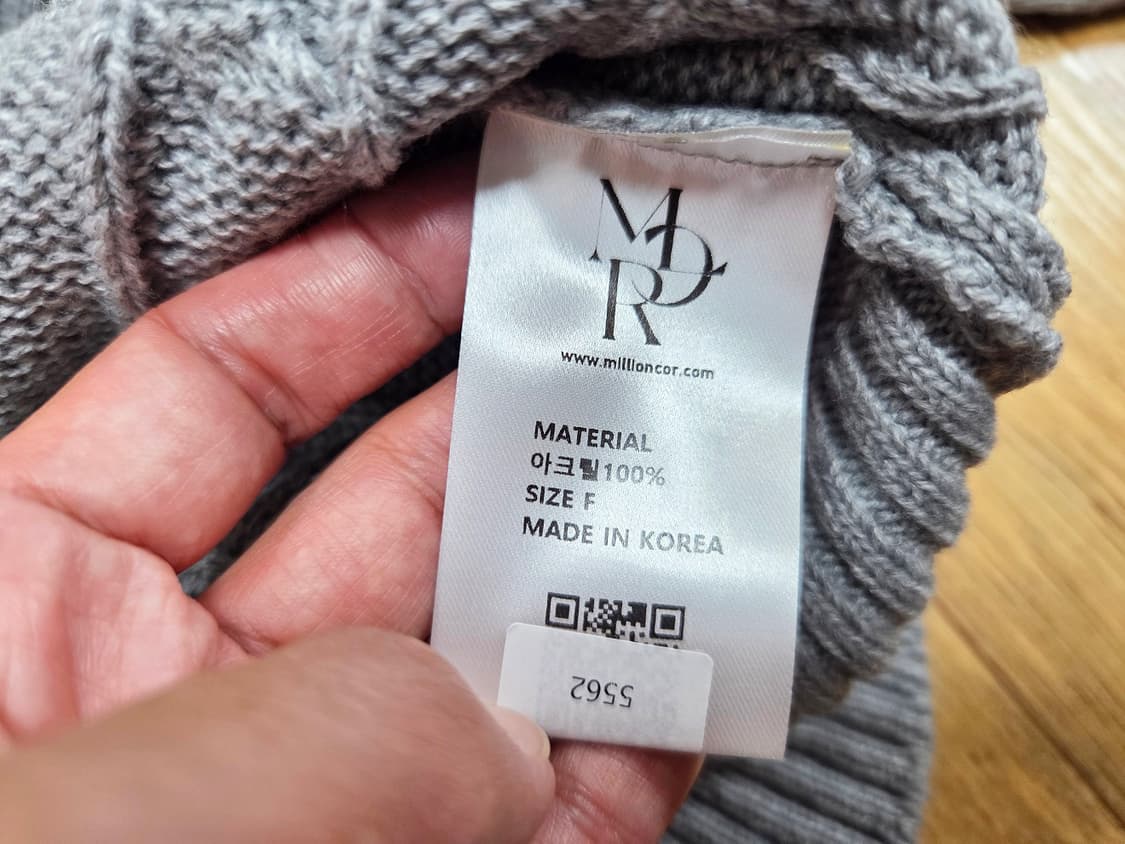 MDR
www.millioncor.com
MATERIAL
아크릴100%
SIZE F
MADE IN KOREA
5562